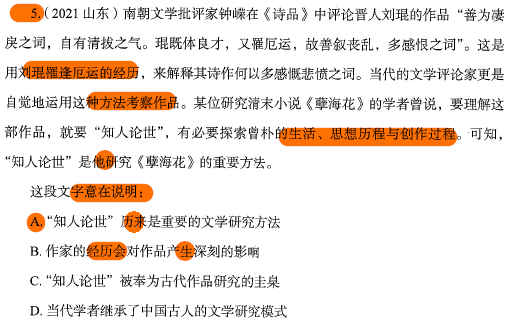 5.（2021 山东）南朝文学批评家钟嵘在《诗品》中评论晋人刘琨的作品“善为凄
戾之词，自有清拔之气。琨既体良才，又罹厄运，故善叙丧乱，多感恨之词”。这是
用刘琨罹逢厄运的经历，来解释其诗作何以多感慨悲愤之词。当代的文学评论家更是
自觉地运用这种方法考察作品。某位研究清末小说《孽海花》的学者曾说，要理解这
部作品，就要“知人论世”，有必要探索曾朴的生活、思想历程与创作过程。可知，
“知人论世”是他研究《孽海花》的重要方法。
这段文字意在说明：
A.“知人论世”历来是重要的文学研究方法
B. 作家的经历会对作品产生深刻的影响
C.“知人论世”被奉为古代作品研究的圭臬
D. 当代学者继承了中国古人的文学研究模式